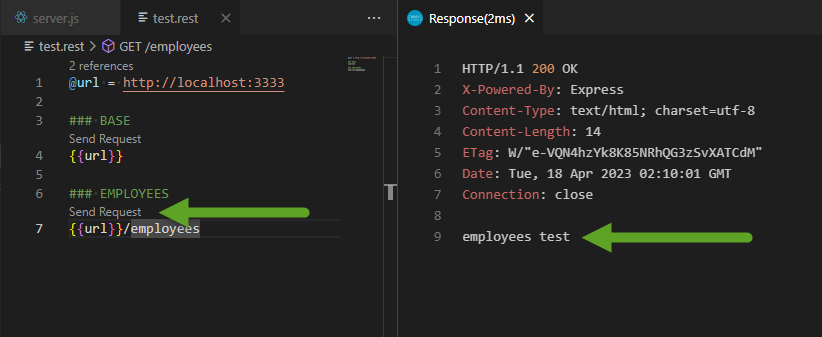 server.js
test.rest
test.rest > GET /employees
2 references
1 @url = http://localhost:3333
2
3 ### BASE
Send Request
4 {{url}}
5
6 ### EMPLOYEES
Send Request
7 {{url}}/employees
Response(2ms)
1 HTTP/1.1 200 OK
2 X-Powered-By: Express
3 Content-Type: text/html; charset=utf-8
4 Content-Length: 14
5 ETag: W/"e-VQN4hzYk8K85NRhQG3zSvXATCdM"
6 Date: Tue, 18 Apr 2023 02:10:01 GMT
7 Connection: close
8
9 employees test